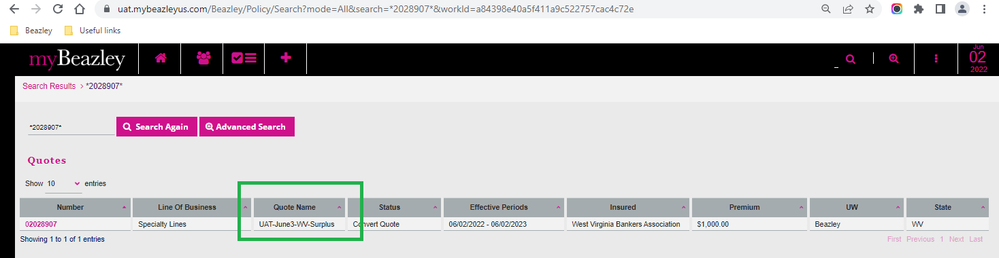 uat.mybeazleyus.com/Beazley/Policy/Search?mode=All&search=*2028907*&workId=a84398e40a5f411a9c522757cac4c72e
Beazley Useful links
myBeazley
Jun
02
2022
Search Results > *2028907*
*2028907* Search Again Advanced Search
Quotes
Show 10 entries
Number Line Of Business Quote Name Status Effective Periods Insured Premium UW State
02028907 Specialty Lines UAT-June3-WV-Surplus Convert Quote 06/02/2022 - 06/02/2023 West Virginia Bankers Association $1,000.00 Beazley WV
Showing 1 to 1 of 1 entries First Previous 1 Next Last